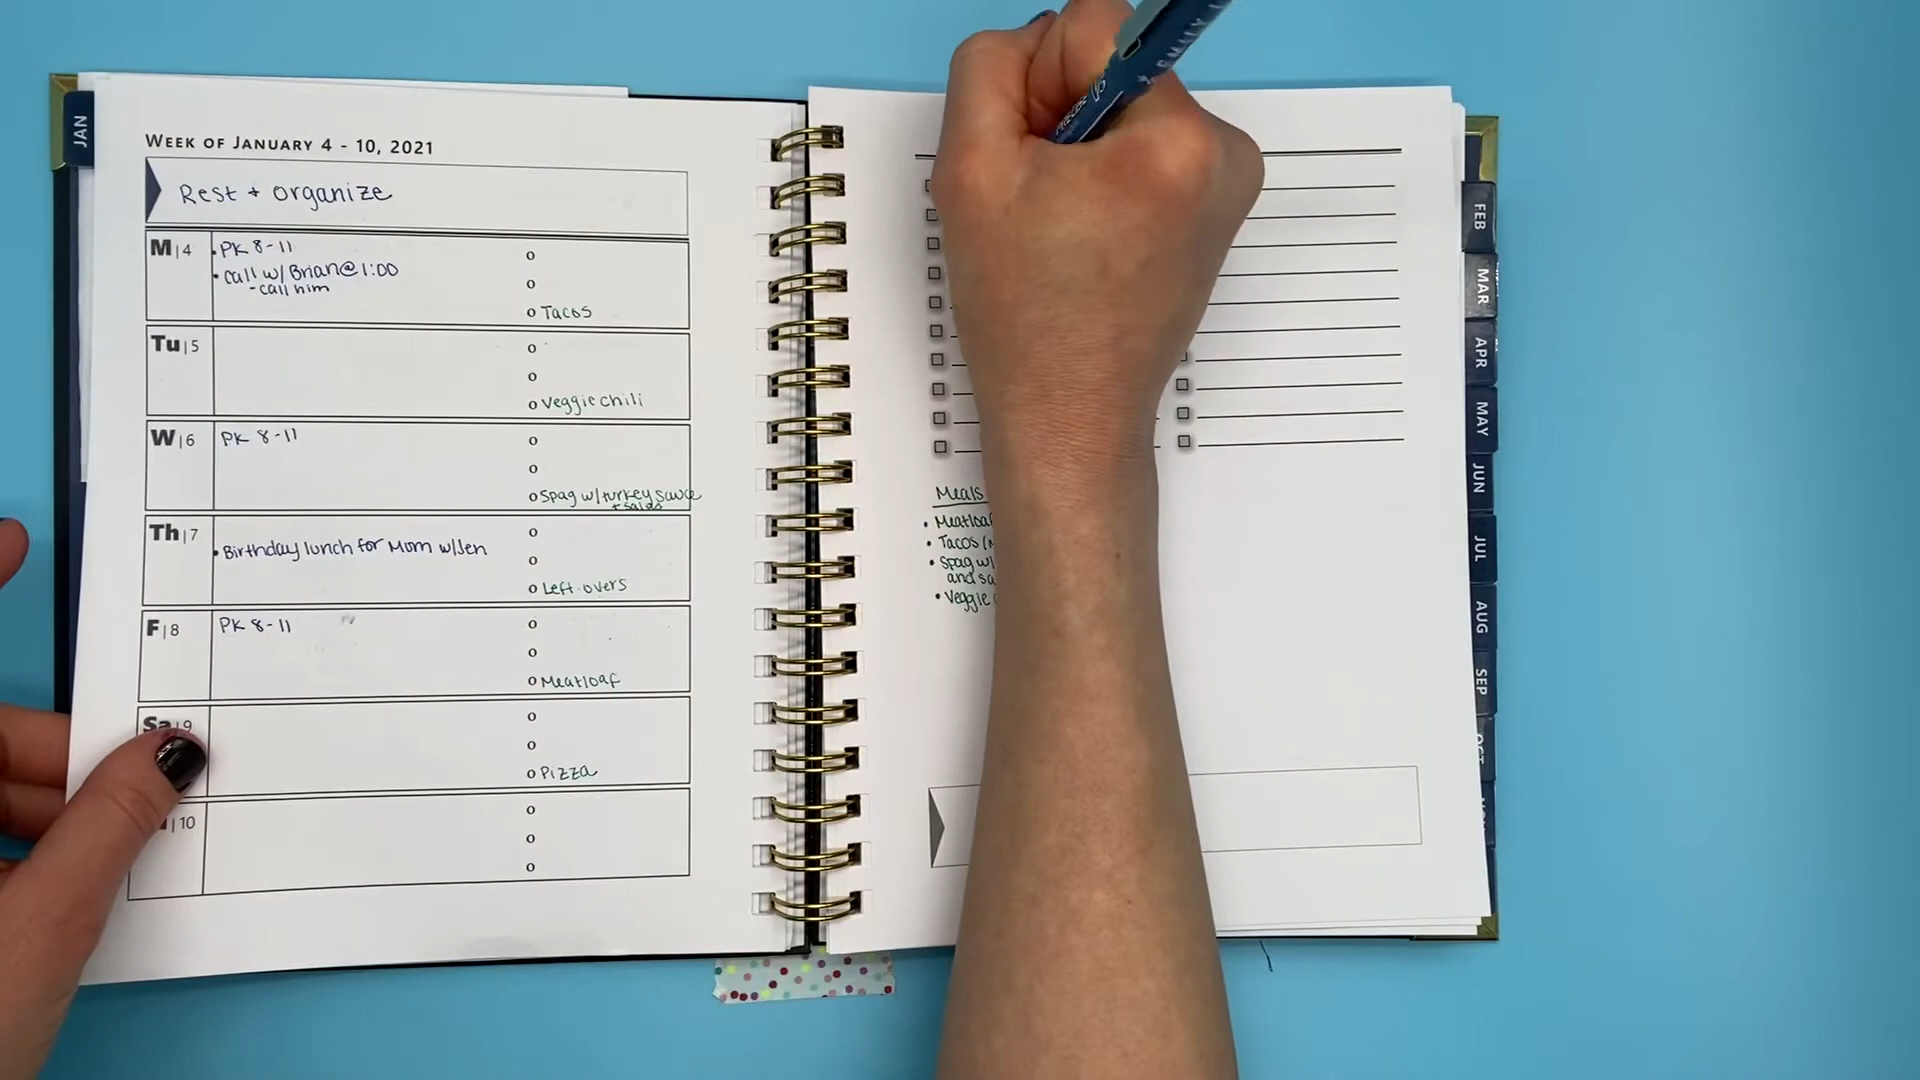 JAN
WEEK OF JANUARY 4 - 10, 2021
Rest + organize
M|4
• PK 8-11
• Call w/ Brian @ 1:00
- call him
o
o
o Tacos
Tu|5
o
o
o Veggie chili
W|6
PK 8-11
o
o
o Spag w/ turkey sauce
+ salad
Th|7
• Birthday lunch for Mom w/ Jen
o
o
o Left-overs
F|8
PK 8-11
o
o
o Meatloaf
Sa|9
o
o
o Pizza
|10
o
o
o
Meals
• Meatloaf
• Tacos
• Spag w/
and
• Veggie
FEB
MAR
APR
MAY
JUN
JUL
AUG
SEP
OCT